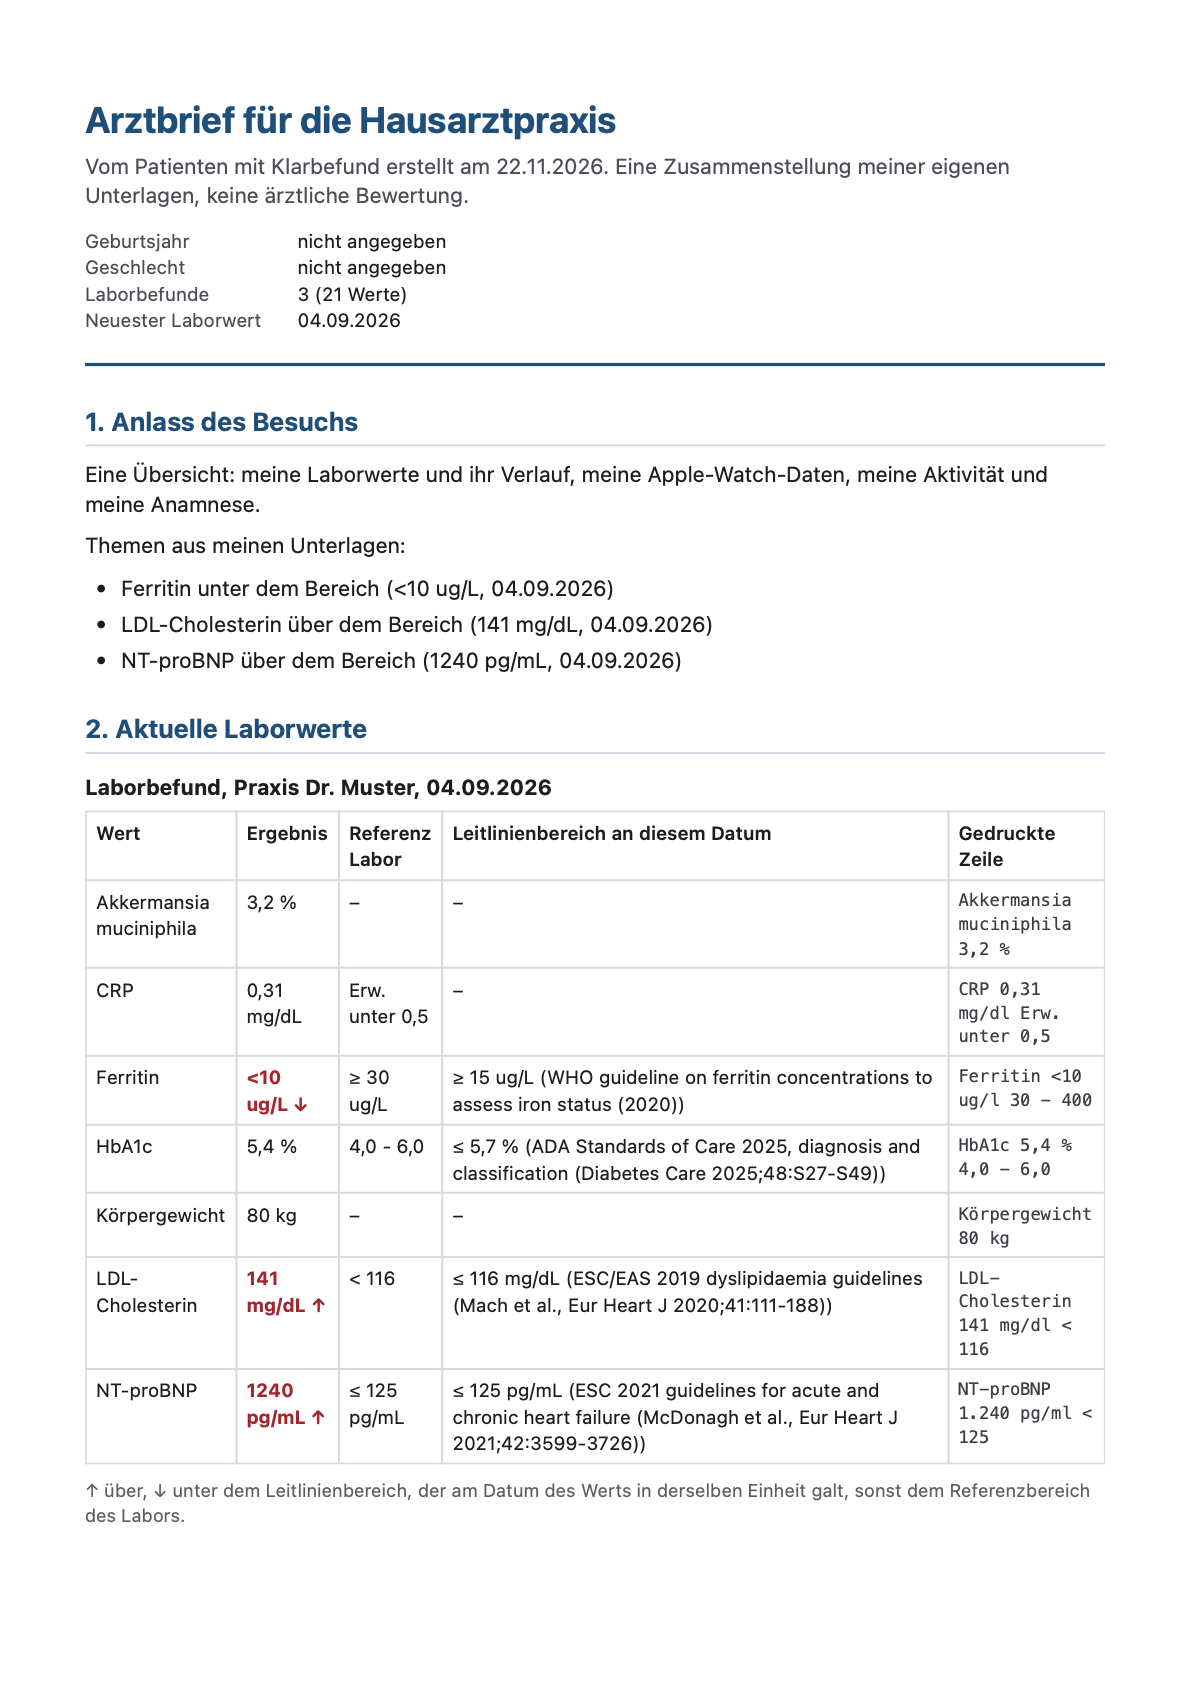 Arztbrief für die Hausarztpraxis
Vom Patienten mit Klarbefund erstellt am 22.11.2026. Eine Zusammenstellung meiner eigenen
Unterlagen, keine ärztliche Bewertung.
Geburtsjahr nicht angegeben
Geschlecht nicht angegeben
Laborbefunde 3 (21 Werte)
Neuester Laborwert 04.09.2026
1. Anlass des Besuchs
Eine Übersicht: meine Laborwerte und ihr Verlauf, meine Apple-Watch-Daten, meine Aktivität und
meine Anamnese.
Themen aus meinen Unterlagen:
• Ferritin unter dem Bereich (<10 ug/L, 04.09.2026)
• LDL-Cholesterin über dem Bereich (141 mg/dL, 04.09.2026)
• NT-proBNP über dem Bereich (1240 pg/mL, 04.09.2026)
2. Aktuelle Laborwerte
Laborbefund, Praxis Dr. Muster, 04.09.2026
Wert Ergebnis Referenz Leitlinienbereich an diesem Datum Gedruckte
Labor Zeile
Akkermansia 3,2 % – – Akkermansia
muciniphila muciniphila
3,2 %
CRP 0,31 Erw. – CRP 0,31
mg/dL unter 0,5 mg/dl Erw.
unter 0,5
Ferritin <10 ≥ 30 ≥ 15 ug/L (WHO guideline on ferritin concentrations to Ferritin <10
ug/L ↓ ug/L assess iron status (2020)) ug/l 30 – 400
HbA1c 5,4 % 4,0 - 6,0 ≤ 5,7 % (ADA Standards of Care 2025, diagnosis and HbA1c 5,4 %
classification (Diabetes Care 2025;48:S27-S49)) 4,0 – 6,0
Körpergewicht 80 kg – – Körpergewicht
80 kg
LDL- 141 < 116 ≤ 116 mg/dL (ESC/EAS 2019 dyslipidaemia guidelines LDL-
Cholesterin mg/dL ↑ (Mach et al., Eur Heart J 2020;41:111-188)) Cholesterin
141 mg/dl <
116
NT-proBNP 1240 ≤ 125 ≤ 125 pg/mL (ESC 2021 guidelines for acute and NT-proBNP
pg/mL ↑ pg/mL chronic heart failure (McDonagh et al., Eur Heart J 1.240 pg/ml <
2021;42:3599-3726)) 125
↑ über, ↓ unter dem Leitlinienbereich, der am Datum des Werts in derselben Einheit galt, sonst dem Referenzbereich
des Labors.